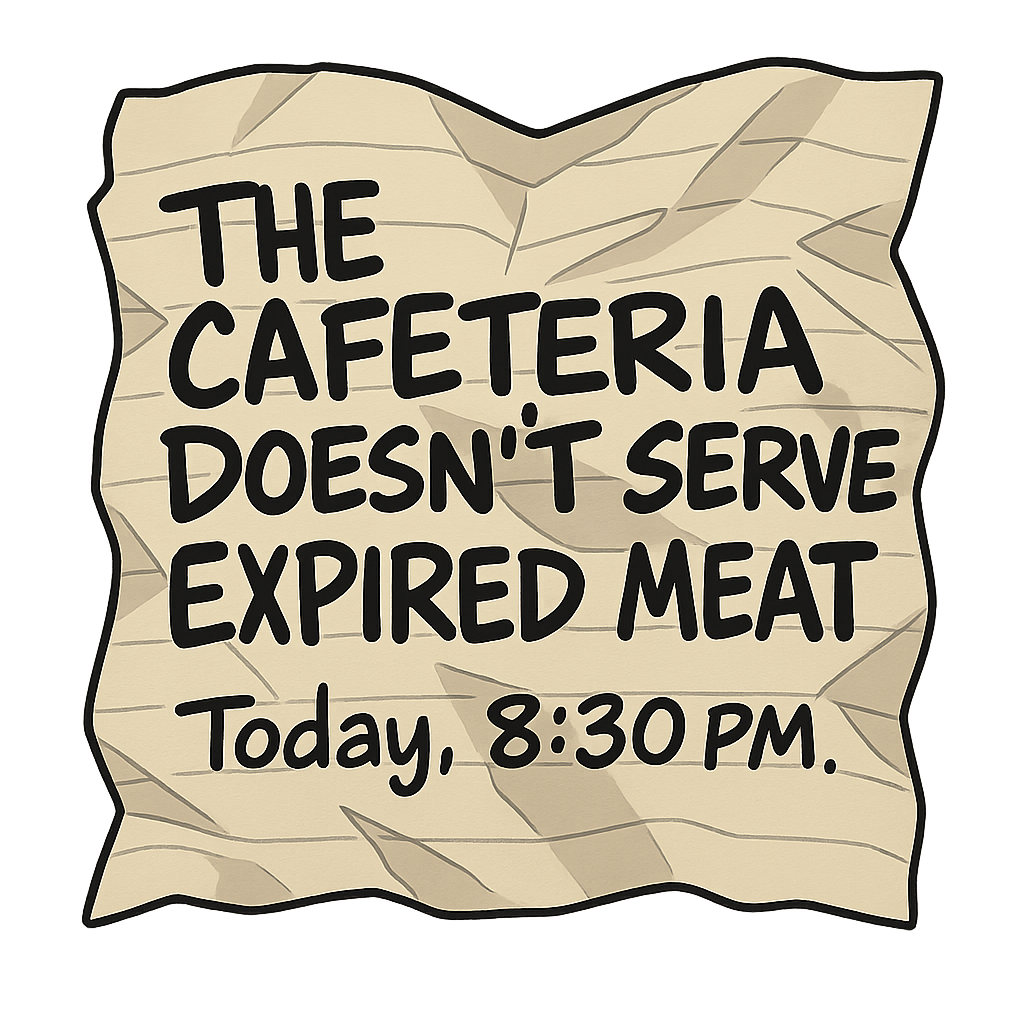 THE
CAFETERIA
DOESN'T SERVE
EXPIRED MEAT
Today, 8:30 PM.